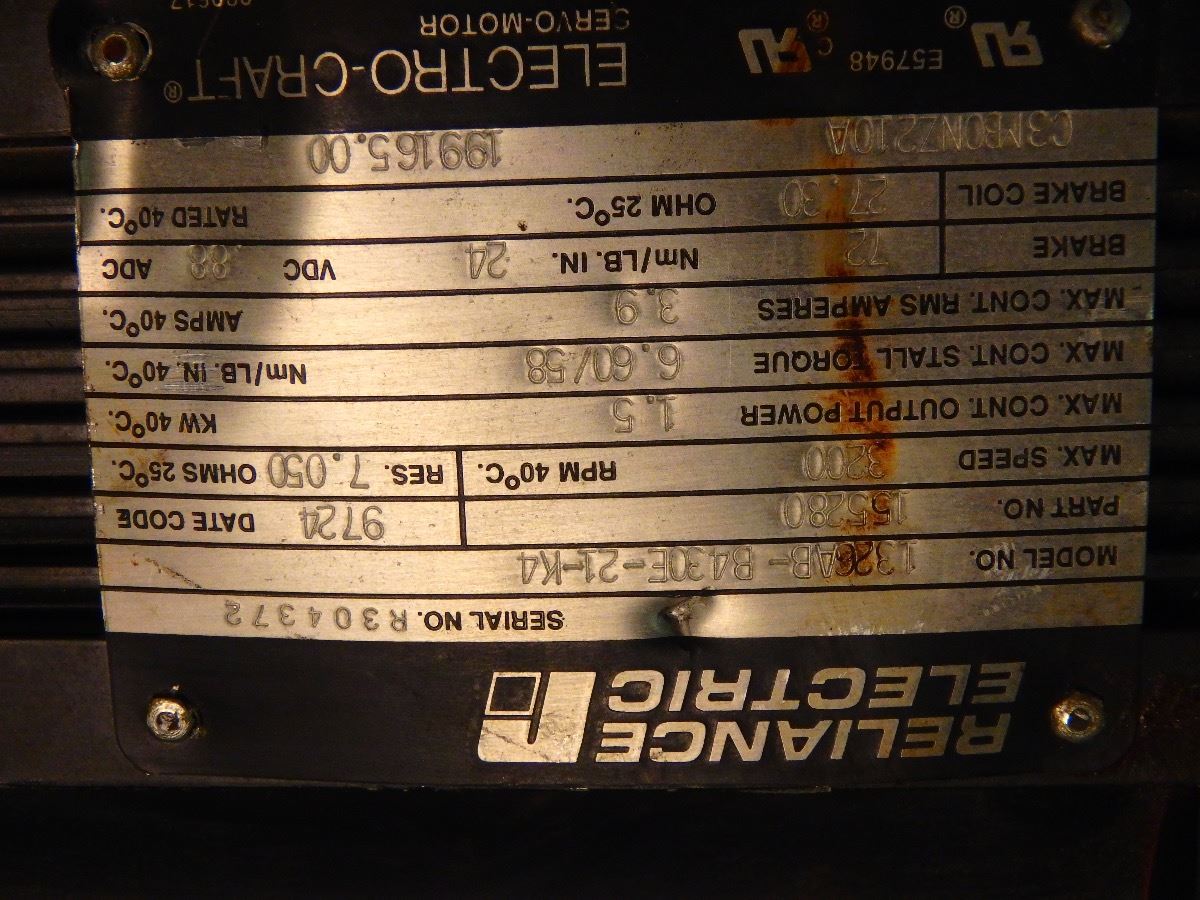 RELIANCE
ELECTRIC
SERIAL NO. R304372
MODEL NO. 1326AB-B430E-21-K4
PART NO. 155280 9724 DATE CODE
MAX. SPEED 3200 RPM 40°C. RES. 7.050 OHMS 25°C.
MAX. CONT. OUTPUT POWER 1.5 KW 40°C.
MAX. CONT. STALL TORQUE 6.60/58 Nm/LB. IN. 40°C.
MAX. CONT. RMS AMPERES 3.9 AMPS 40°C.
BRAKE 72 Nm/LB. IN. 24 VDC .88 ADC
BRAKE COIL 27.30 OHM 25°C. RATED 40°C.
199165.00
E57948 ® C ®
ELECTRO-CRAFT®
SERVO-MOTOR